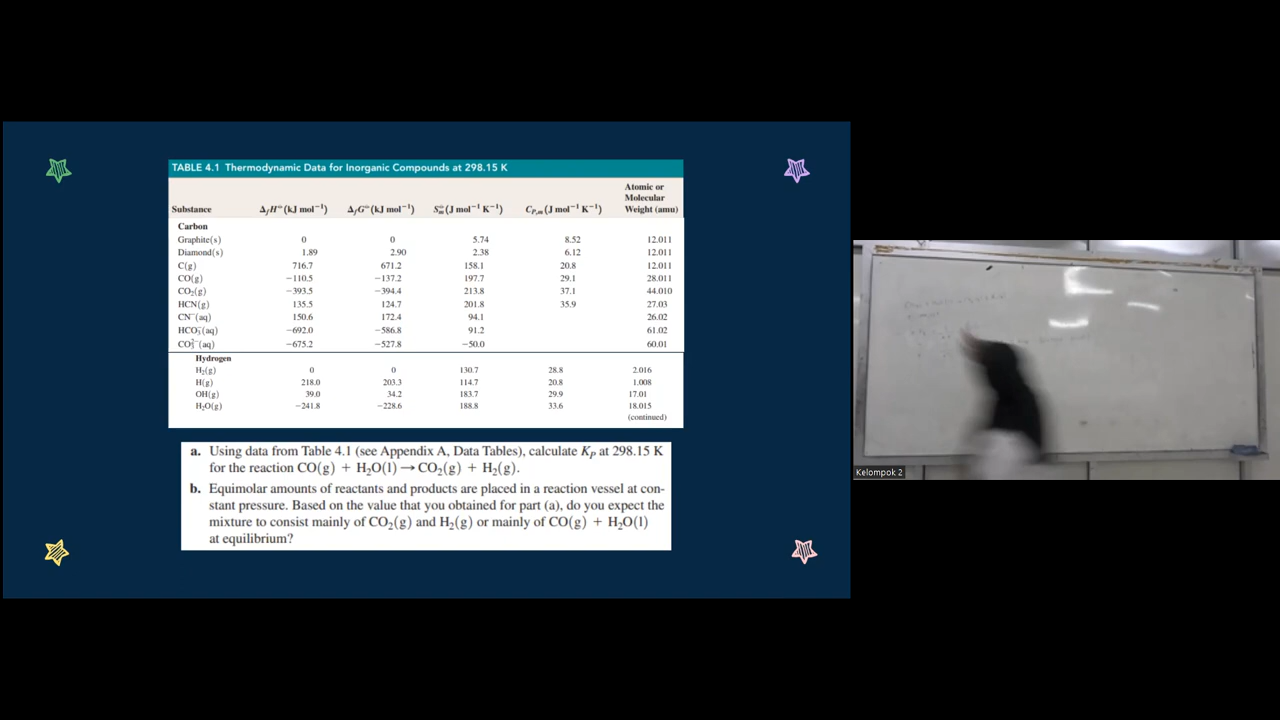 TABLE 4.1 Thermodynamic Data for Inorganic Compounds at 298.15 K
Substance ΔfH°(kJ mol⁻¹) ΔfG°(kJ mol⁻¹) S°m(J mol⁻¹ K⁻¹) CP,m(J mol⁻¹ K⁻¹) Atomic or Molecular Weight (amu)
Carbon
Graphite(s) 0 0 5.74 8.52 12.011
Diamond(s) 1.89 2.90 2.38 6.12 12.011
C(g) 716.7 671.2 158.1 20.8 12.011
CO(g) −110.5 −137.2 197.7 29.1 28.011
CO₂(g) −393.5 −394.4 213.8 37.1 44.010
HCN(g) 135.5 124.7 201.8 35.9 27.03
CN⁻(aq) 150.6 172.4 94.1 26.02
HCO₃⁻(aq) −692.0 −586.8 91.2 61.02
CO₃²⁻(aq) −675.2 −527.8 −50.0 60.01
Hydrogen
H₂(g) 0 0 130.7 28.8 2.016
H(g) 218.0 203.3 114.7 20.8 1.008
OH(g) 39.0 34.2 183.7 29.9 17.01
H₂O(g) −241.8 −228.6 188.8 33.6 18.015
(continued)
a. Using data from Table 4.1 (see Appendix A, Data Tables), calculate KP at 298.15 K
for the reaction CO(g) + H₂O(l) → CO₂(g) + H₂(g).
b. Equimolar amounts of reactants and products are placed in a reaction vessel at con-
stant pressure. Based on the value that you obtained for part (a), do you expect the
mixture to consist mainly of CO₂(g) and H₂(g) or mainly of CO(g) + H₂O(l)
at equilibrium?
Kelompok 2